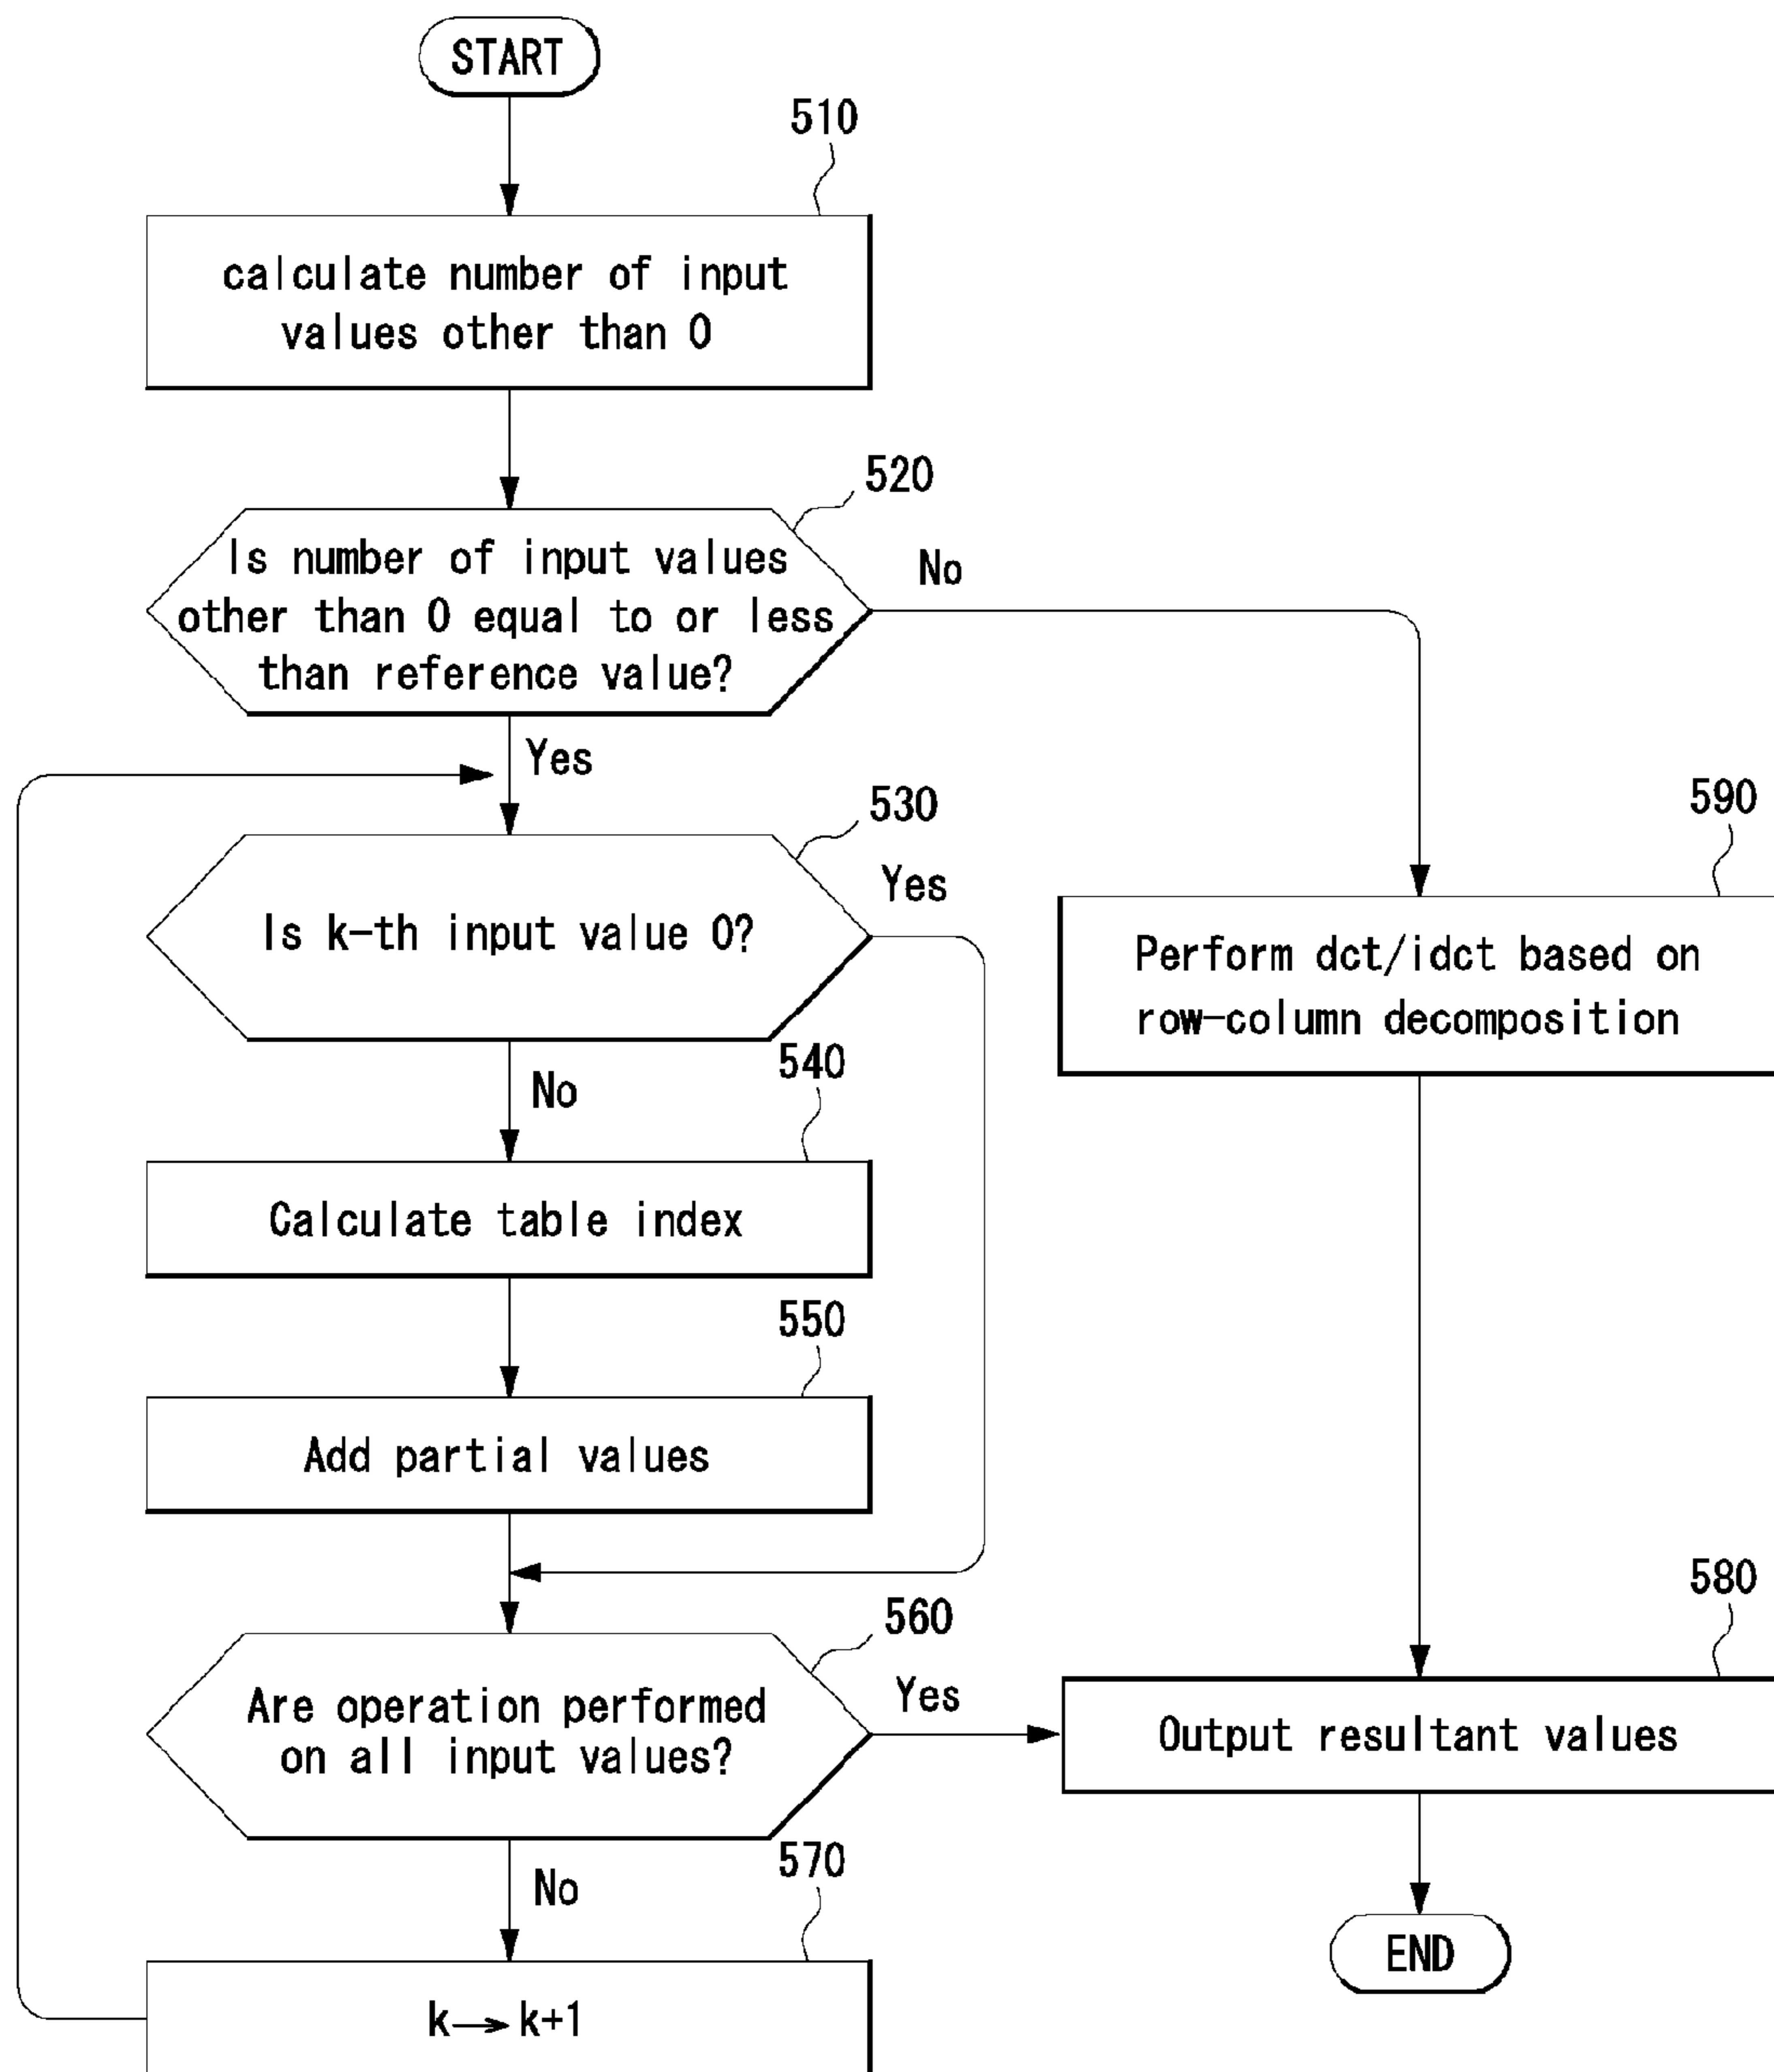 START
510
calculate number of input
values other than 0
520
Is number of input values
other than 0 equal to or less
than reference value?
No
Yes
530
Is k-th input value 0?
Yes
590
Perform dct/idct based on
row-column decomposition
No
540
Calculate table index
550
Add partial values
560
Are operation performed
on all input values?
Yes
580
Output resultant values
No
570
k→k+1
END